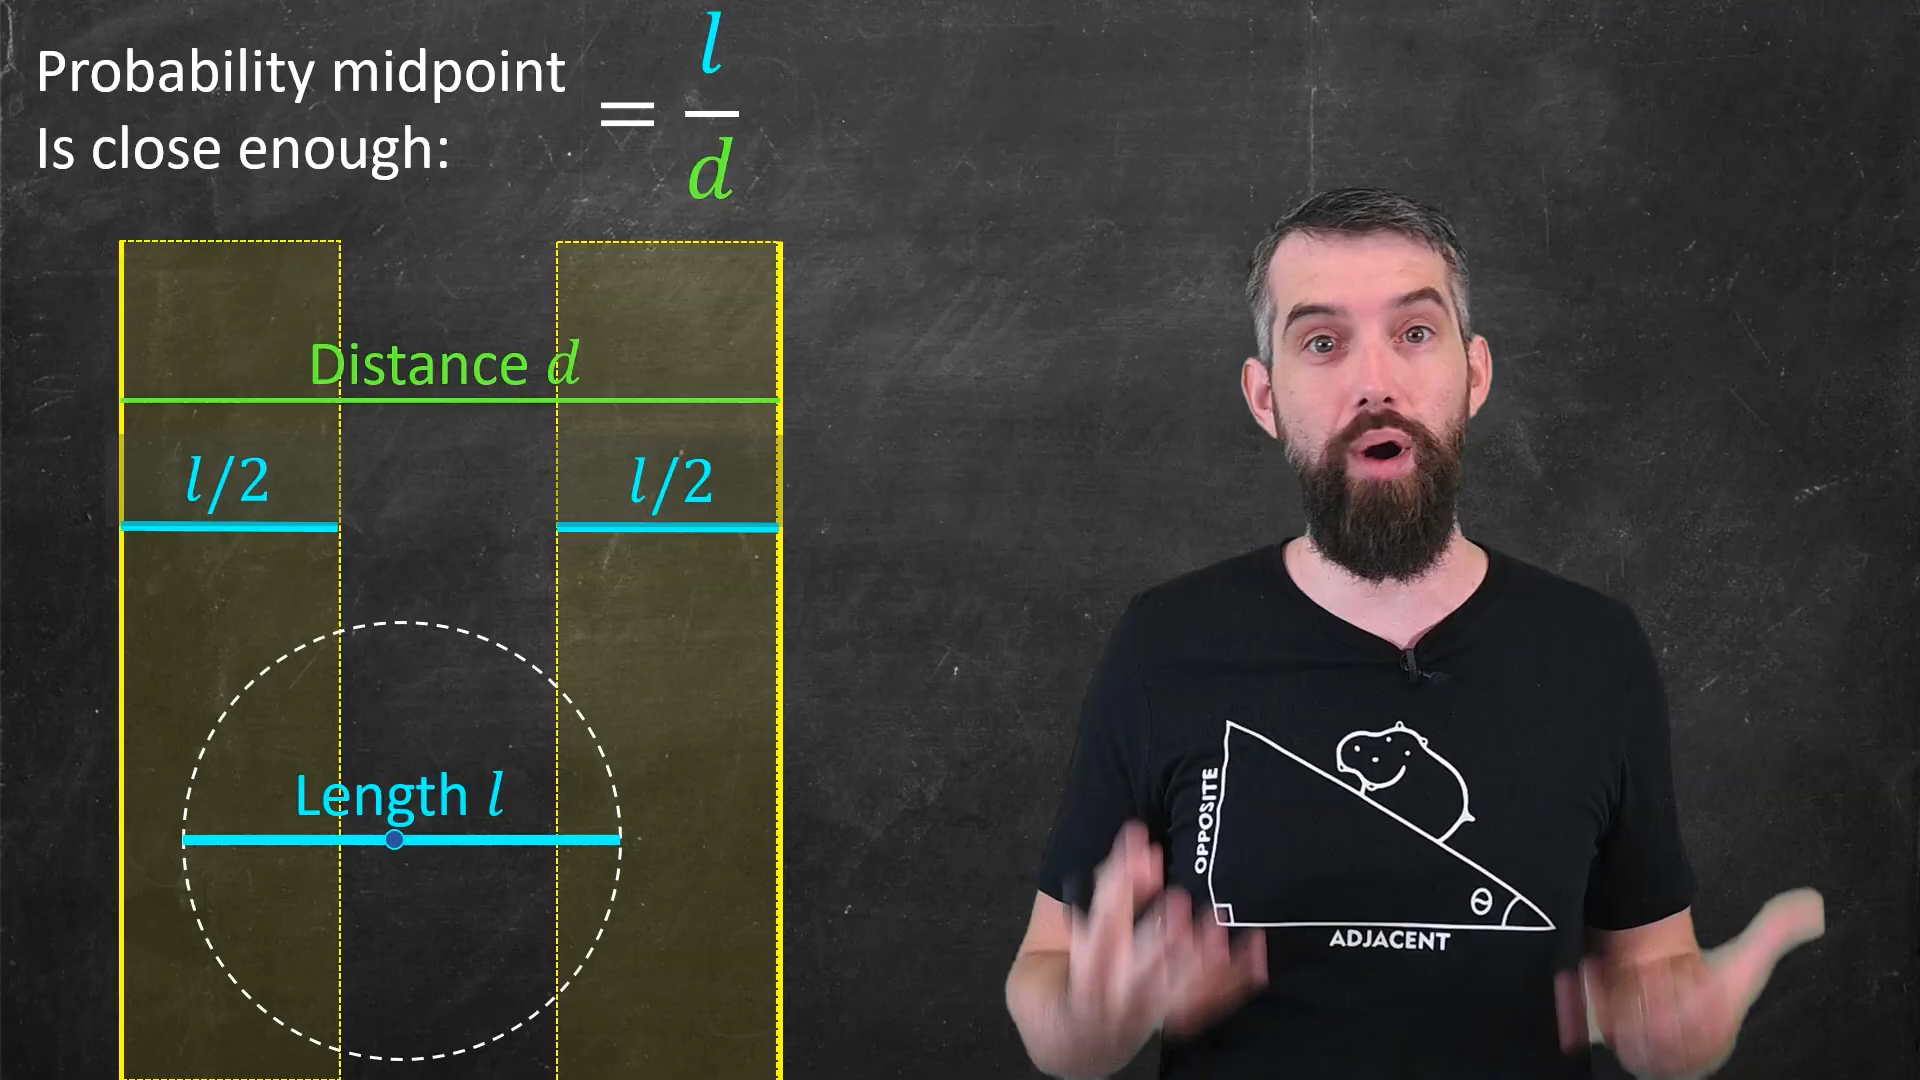 Probability midpoint
Is close enough:
= l/d
Distance d
l/2
l/2
Length l
OPPOSITE
θ
ADJACENT